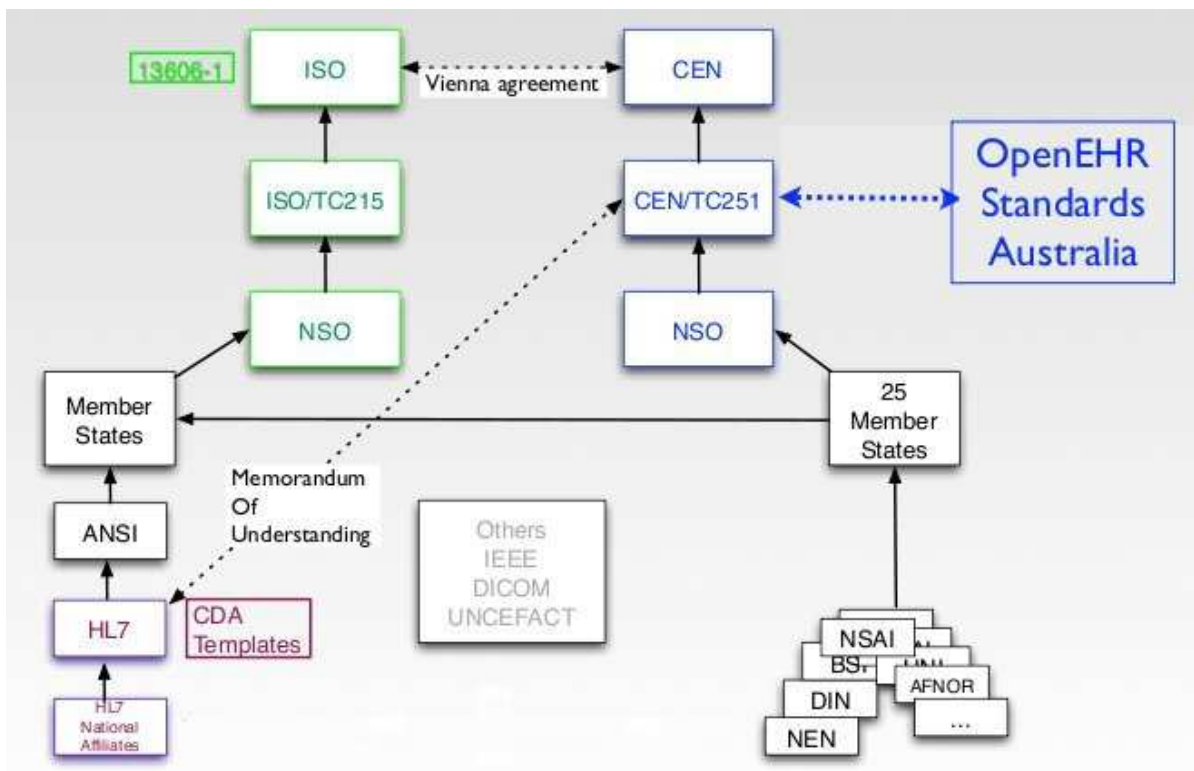 13606-1
ISO
Vienna agreement
CEN
ISO/TC215
CEN/TC251
OpenEHR
Standards
Australia
NSO
NSO
Member
States
25
Member
States
Memorandum
Of
Understanding
ANSI
Others
IEEE
DICOM
UNCEFACT
HL7
CDA
Templates
HL7
National
Affiliates
NSAI
DIN
AFNOR
NEN
...